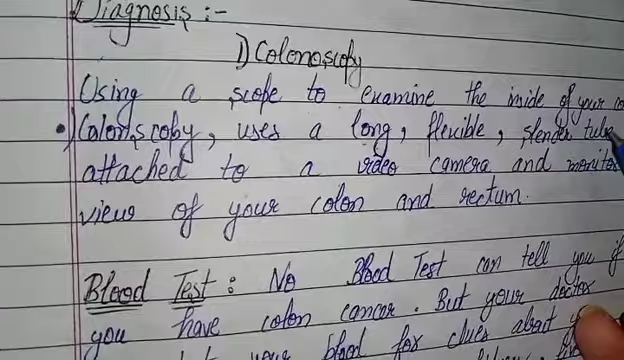 Diagnosis :-
1) Colonoscopy
Using a scope to examine the inside of your
•) Colonoscopy, uses a long, flexible, slender tube
attached to a video camera and monitor
view of your colon and rectum.
Blood Test : No Blood Test can tell you if
you have colon cancer. But your doctor
your blood for clues about